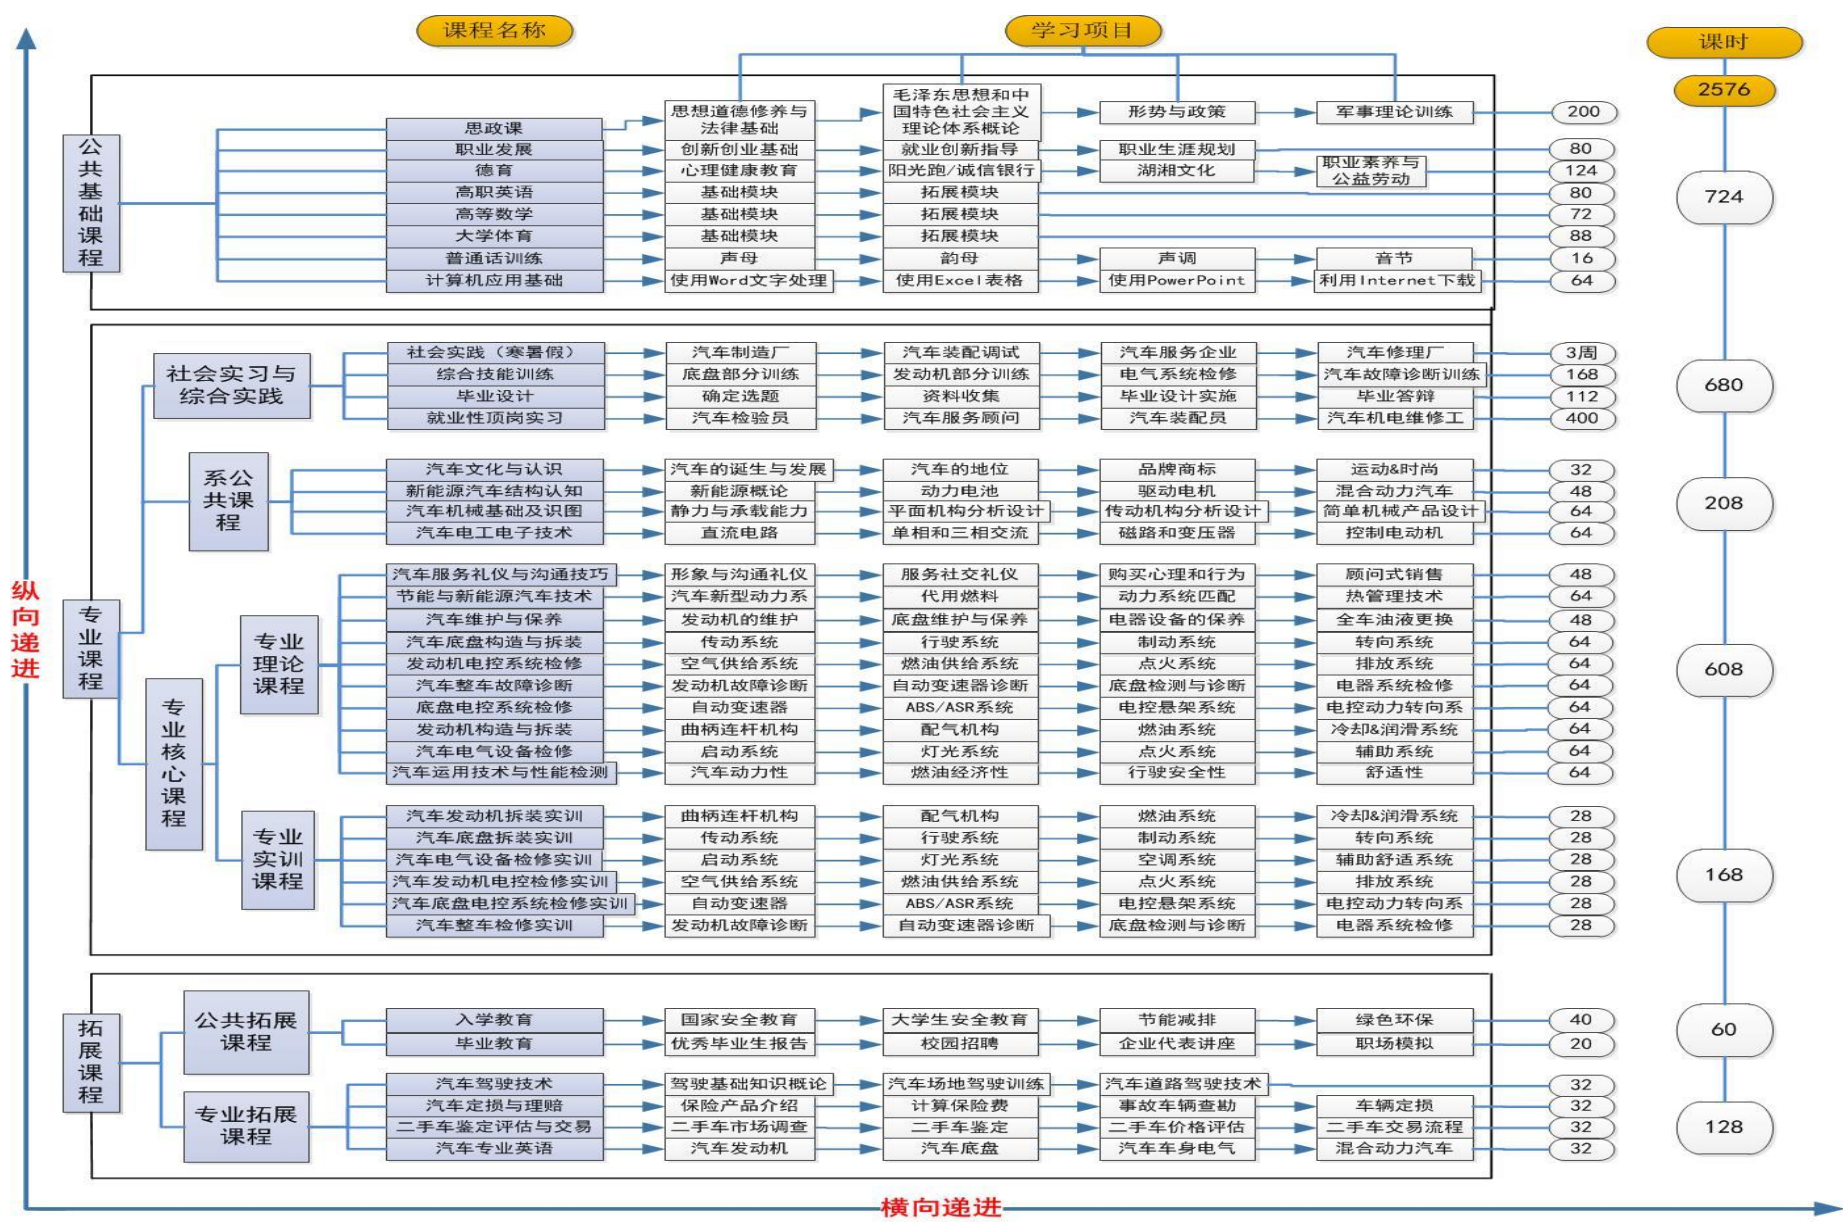 课程名称
学习项目
课时
2576
公共基础课程
思政课
思想道德修养与
法律基础
毛泽东思想和中
国特色社会主义
理论体系概论
形势与政策
军事理论训练
200
职业发展
创新创业基础
就业创新指导
职业生涯规划
80
德育
心理健康教育
阳光跑/诚信银行
湖湘文化
职业素养与
公益劳动
124
高职英语
基础模块
拓展模块
80
高等数学
基础模块
拓展模块
72
大学体育
基础模块
拓展模块
88
普通话训练
声母
韵母
声调
音节
16
计算机应用基础
使用Word文字处理
使用Excel表格
使用PowerPoint
利用Internet下载
64
724
专业课程
社会实习与
综合实践
社会实践（寒暑假）
汽车制造厂
汽车装配调试
汽车服务企业
汽车修理厂
3周
综合技能训练
底盘部分训练
发动机部分训练
电气系统检修
汽车故障诊断训练
168
毕业设计
确定选题
资料收集
毕业设计实施
毕业答辩
112
就业性顶岗实习
汽车检验员
汽车服务顾问
汽车装配员
汽车机电维修工
400
680
系公
共课
程
汽车文化与认识
汽车的诞生与发展
汽车的地位
品牌商标
运动&时尚
32
新能源汽车结构认知
新能源概论
动力电池
驱动电机
混合动力汽车
48
汽车机械基础及识图
静力与承载能力
平面机构分析设计
传动机构分析设计
简单机械产品设计
64
汽车电工电子技术
直流电路
单相和三相交流
磁路和变压器
控制电动机
64
208
专业核心课程
专业
理论
课程
汽车服务礼仪与沟通技巧
形象与沟通礼仪
服务社交礼仪
购买心理和行为
顾问式销售
48
节能与新能源汽车技术
汽车新型动力系
代用燃料
动力系统匹配
热管理技术
64
汽车维护与保养
发动机的维护
底盘维护与保养
电器设备的保养
全车油液更换
48
汽车底盘构造与拆装
传动系统
行驶系统
制动系统
转向系统
64
发动机电控系统检修
空气供给系统
燃油供给系统
点火系统
排放系统
64
汽车整车故障诊断
发动机故障诊断
自动变速器诊断
底盘检测与诊断
电器系统检修
64
底盘电控系统检修
自动变速器
ABS/ASR系统
电控悬架系统
电控动力转向系
64
发动机构造与拆装
曲柄连杆机构
配气机构
燃油系统
冷却&润滑系统
64
汽车电气设备检修
启动系统
灯光系统
点火系统
辅助系统
64
汽车运用技术与性能检测
汽车动力性
燃油经济性
行驶安全性
舒适性
64
608
专业
实训
课程
汽车发动机拆装实训
曲柄连杆机构
配气机构
燃油系统
冷却&润滑系统
28
汽车底盘拆装实训
传动系统
行驶系统
制动系统
转向系统
28
汽车电气设备检修实训
启动系统
灯光系统
空调系统
辅助舒适系统
28
汽车发动机电控检修实训
空气供给系统
燃油供给系统
点火系统
排放系统
28
汽车底盘电控系统检修实训
自动变速器
ABS/ASR系统
电控悬架系统
电控动力转向系
28
汽车整车检修实训
发动机故障诊断
自动变速器诊断
底盘检测与诊断
电器系统检修
28
168
拓展课程
公共拓展
课程
入学教育
国家安全教育
大学生安全教育
节能减排
绿色环保
40
毕业教育
优秀毕业生报告
校园招聘
企业代表讲座
职场模拟
20
60
专业拓展
课程
汽车驾驶技术
驾驶基础知识概论
汽车场地驾驶训练
汽车道路驾驶技术
32
汽车定损与理赔
保险产品介绍
计算保险费
事故车辆查勘
车辆定损
32
二手车鉴定评估与交易
二手车市场调查
二手车鉴定
二手车价格评估
二手车交易流程
32
汽车专业英语
汽车发动机
汽车底盘
汽车车身电气
混合动力汽车
32
128
纵向递进
横向递进